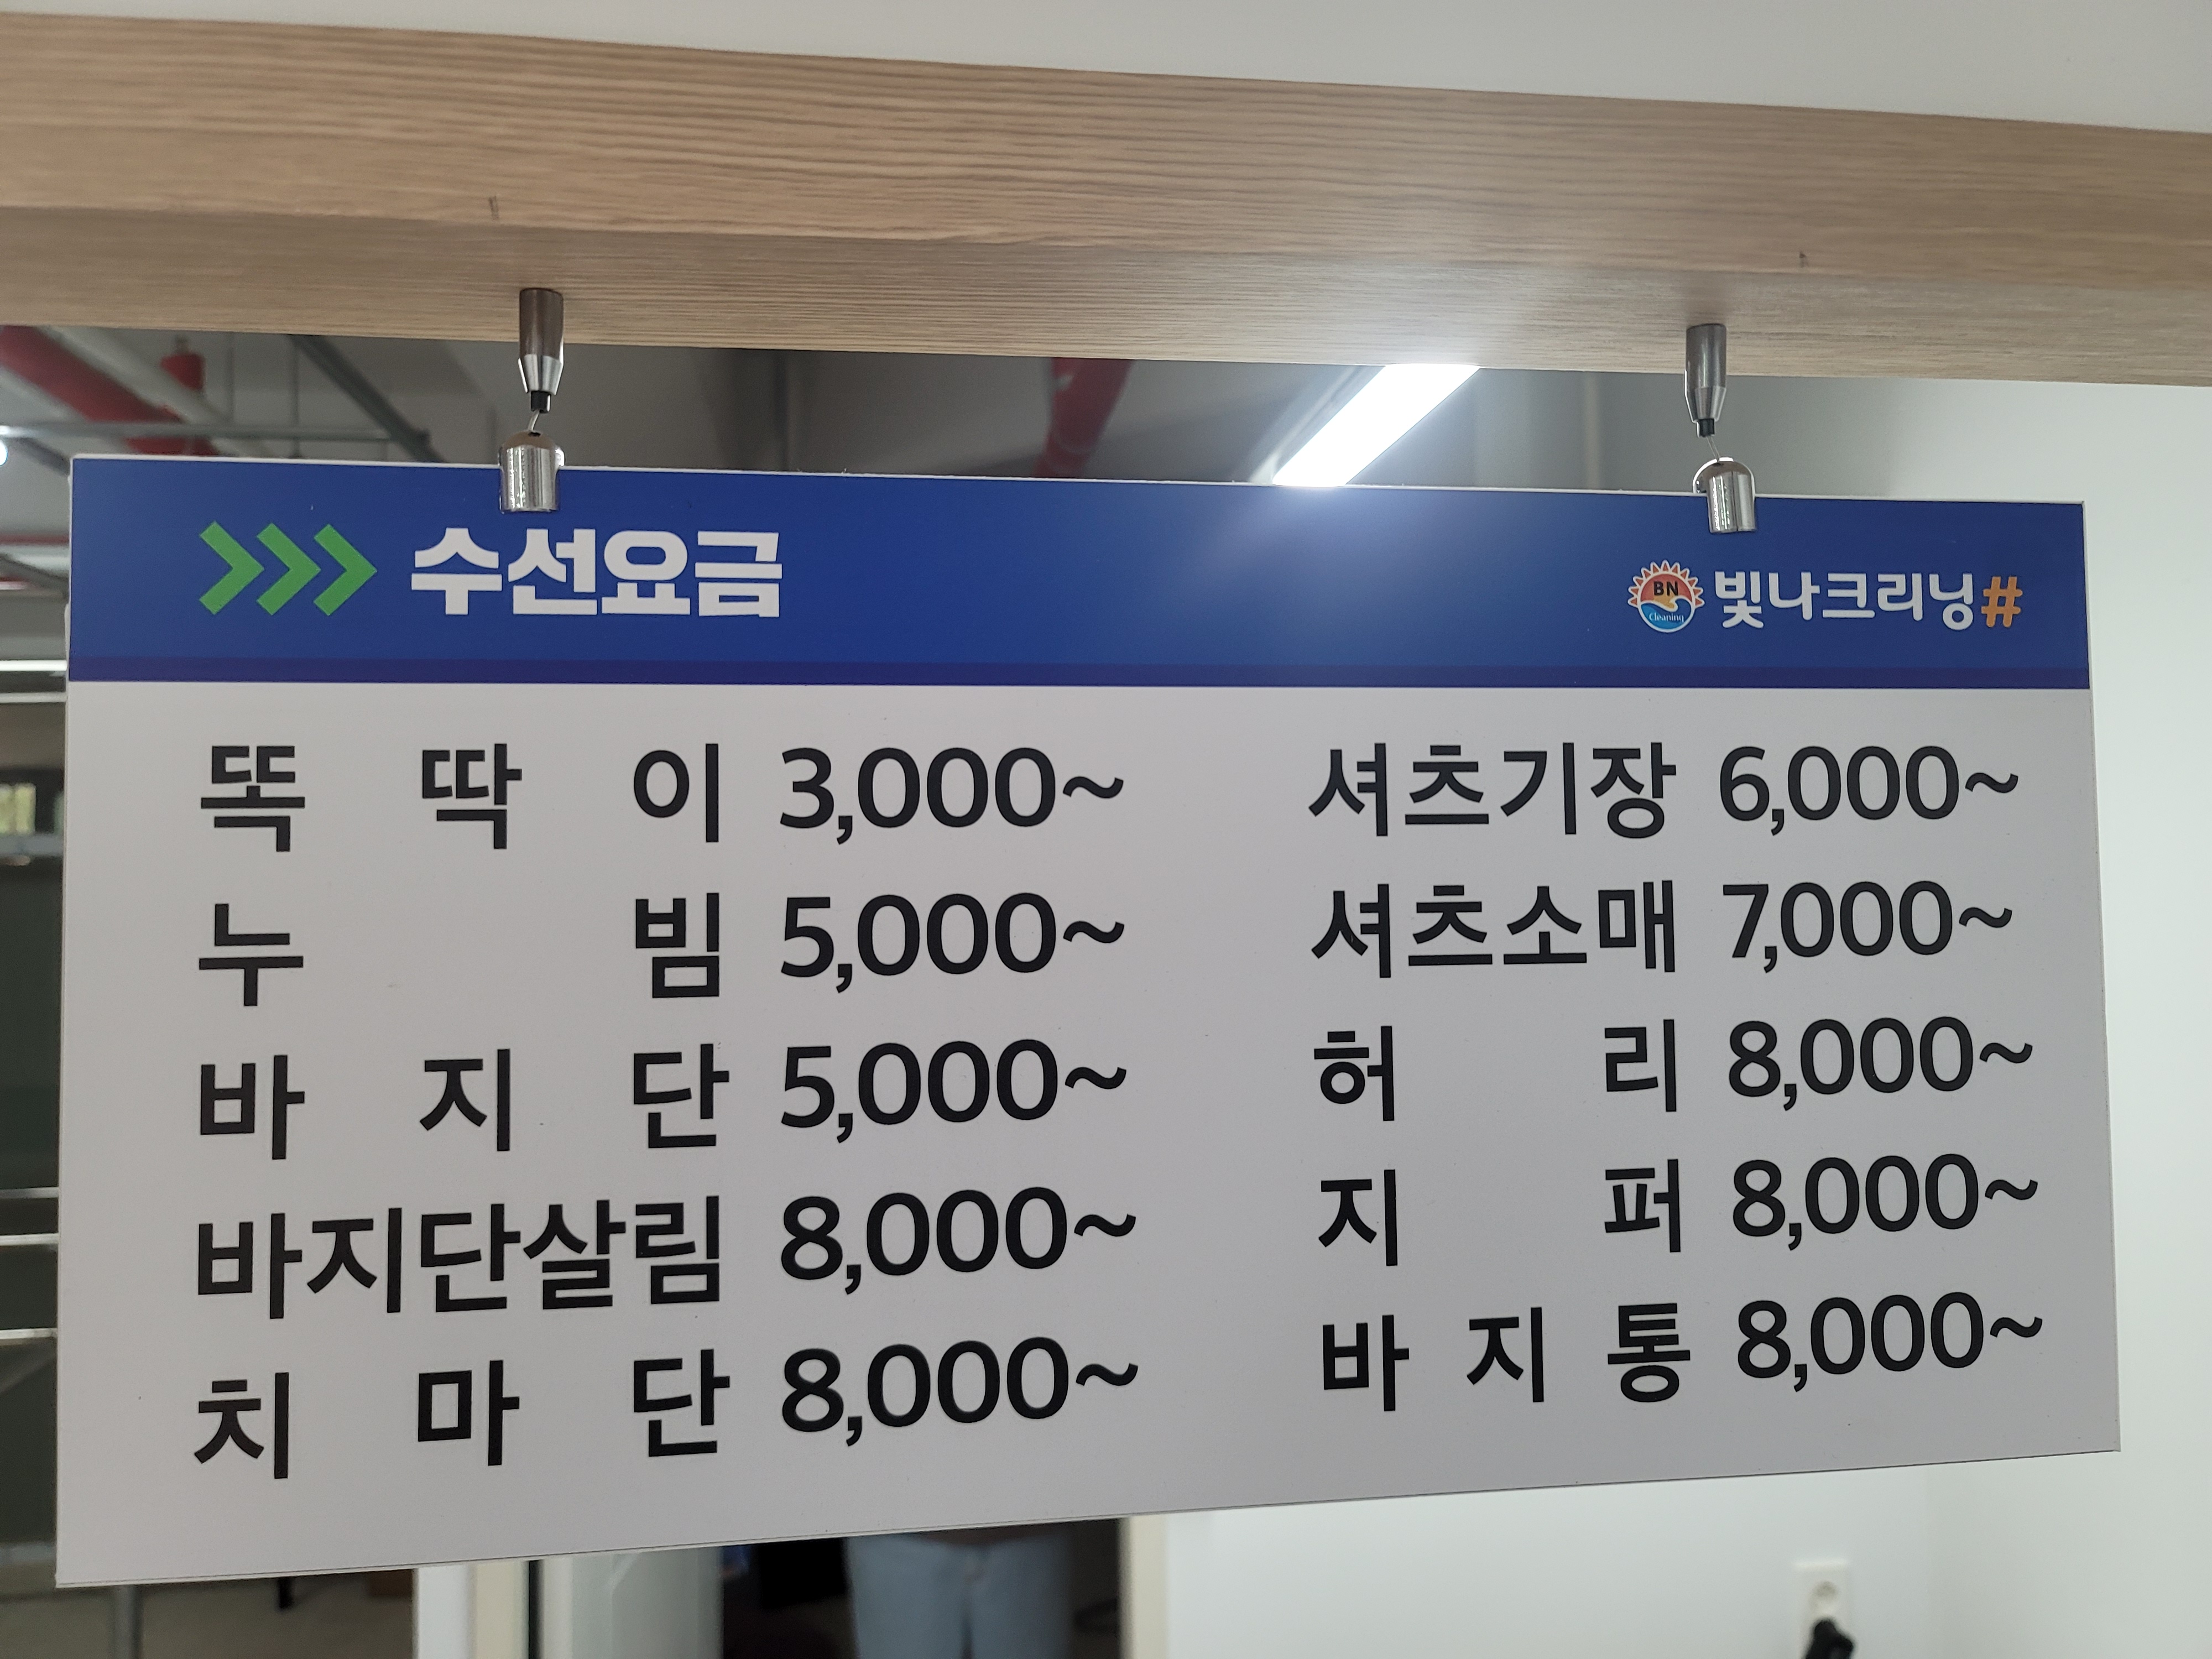 >>> 수선요금
BN
Cleaning
빛나크리닝#
똑 딱 이 3,000~
누 빔 5,000~
바 지 단 5,000~
바지단살림 8,000~
치 마 단 8,000~
셔츠기장 6,000~
셔츠소매 7,000~
허 리 8,000~
지 퍼 8,000~
바 지 통 8,000~